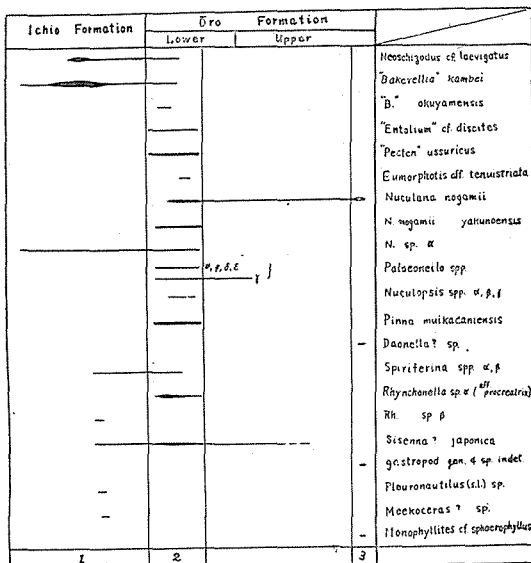 Ichio Formation
Ōro Formation
Lower
Upper
Neoschizodus cf. laevigatus
"Bakevellia" kambei
"B." okuyamensis
"Entolium" cf. discites
"Pecten" ussuricus
Eumorphotis aff. tenuistriata
Nuculana nogamii
N. nogamii yakunoensis
N. sp. α
α, β, δ, ε
Palaeoneilo spp.
γ }
Nuculopsis spp. α, β, γ
Pinna muikadaniensis
Daonella? sp.
Spiriferina spp. α, β
Rhynchonella sp. α (aff. procreatrix)
Rh. sp β
Sisenna ? japonica
gastropod gen. & sp. indet.
Plouronautilus (s.l.) sp.
Meekoceras ? sp.
Monophyllites cf. sphaerophyllus
1
2
3